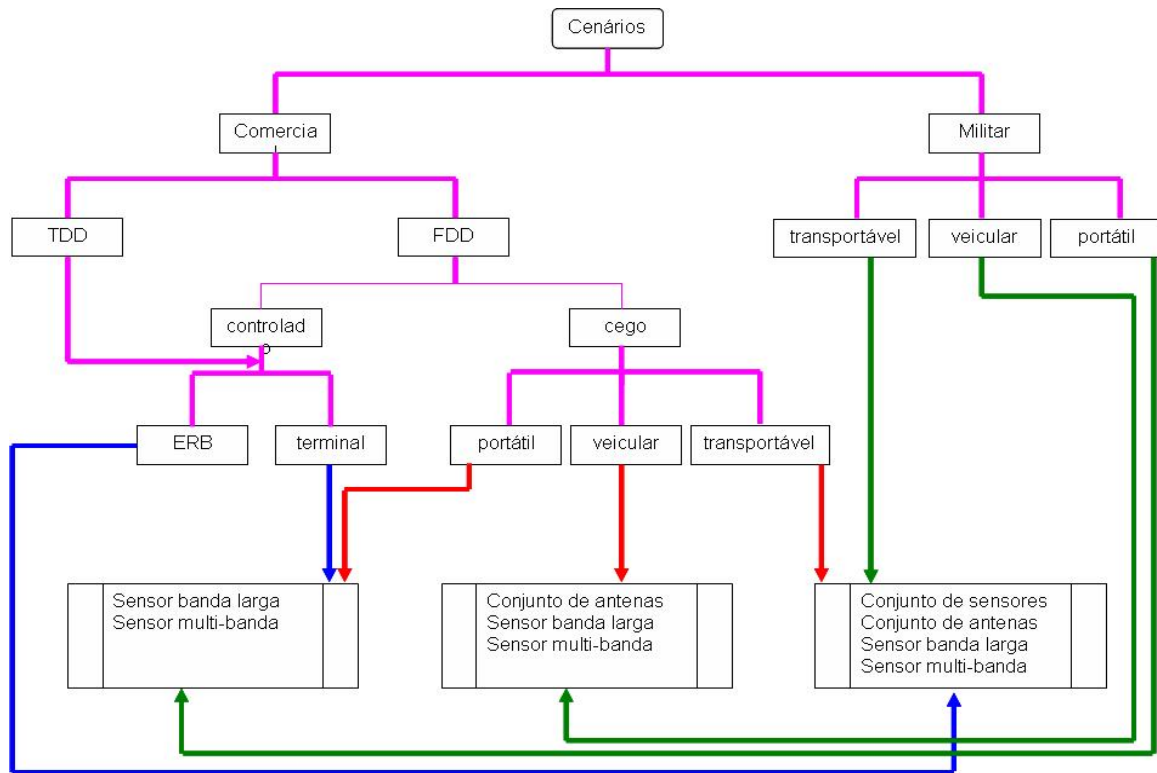 Cenários
Comercia
l
Militar
TDD
FDD
transportável
veicular
portátil
controlad
o
cego
ERB
terminal
portátil
veicular
transportável
Sensor banda larga
Sensor multi-banda
Conjunto de antenas
Sensor banda larga
Sensor multi-banda
Conjunto de sensores
Conjunto de antenas
Sensor banda larga
Sensor multi-banda